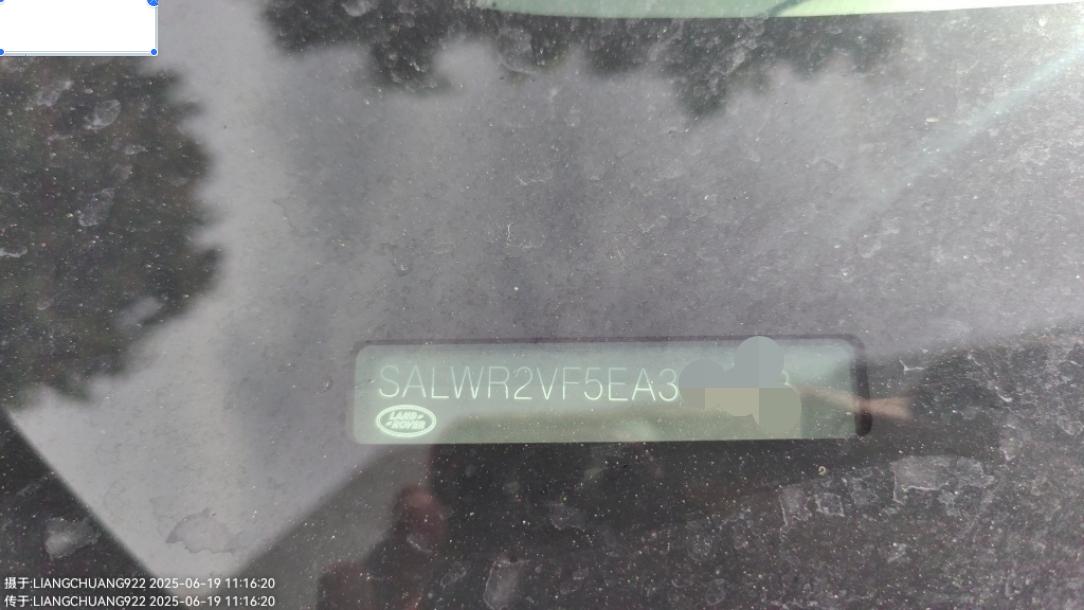 SALWR2VF5EA3
LAND
ROVER
摄于:LIANGCHUANG922 2025-06-19 11:16:20
传于:LIANGCHUANG922 2025-06-19 11:16:20